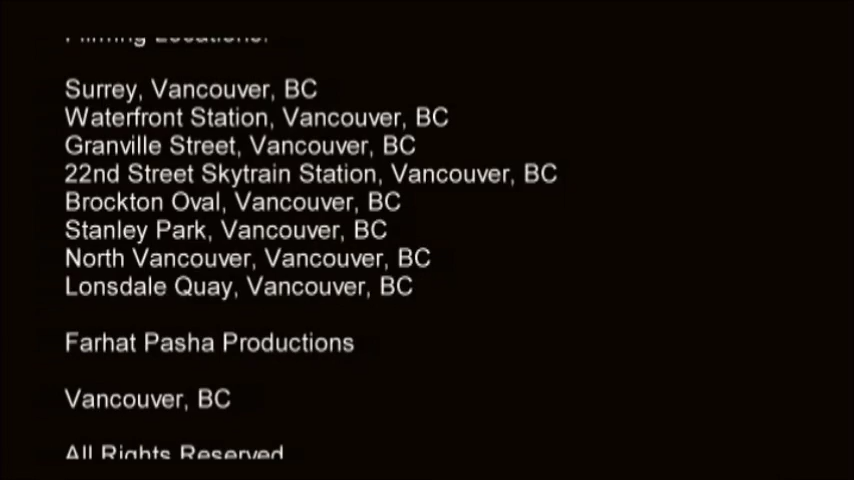 Filming Locations:
Surrey, Vancouver, BC
Waterfront Station, Vancouver, BC
Granville Street, Vancouver, BC
22nd Street Skytrain Station, Vancouver, BC
Brockton Oval, Vancouver, BC
Stanley Park, Vancouver, BC
North Vancouver, Vancouver, BC
Lonsdale Quay, Vancouver, BC
Farhat Pasha Productions
Vancouver, BC
All Rights Reserved